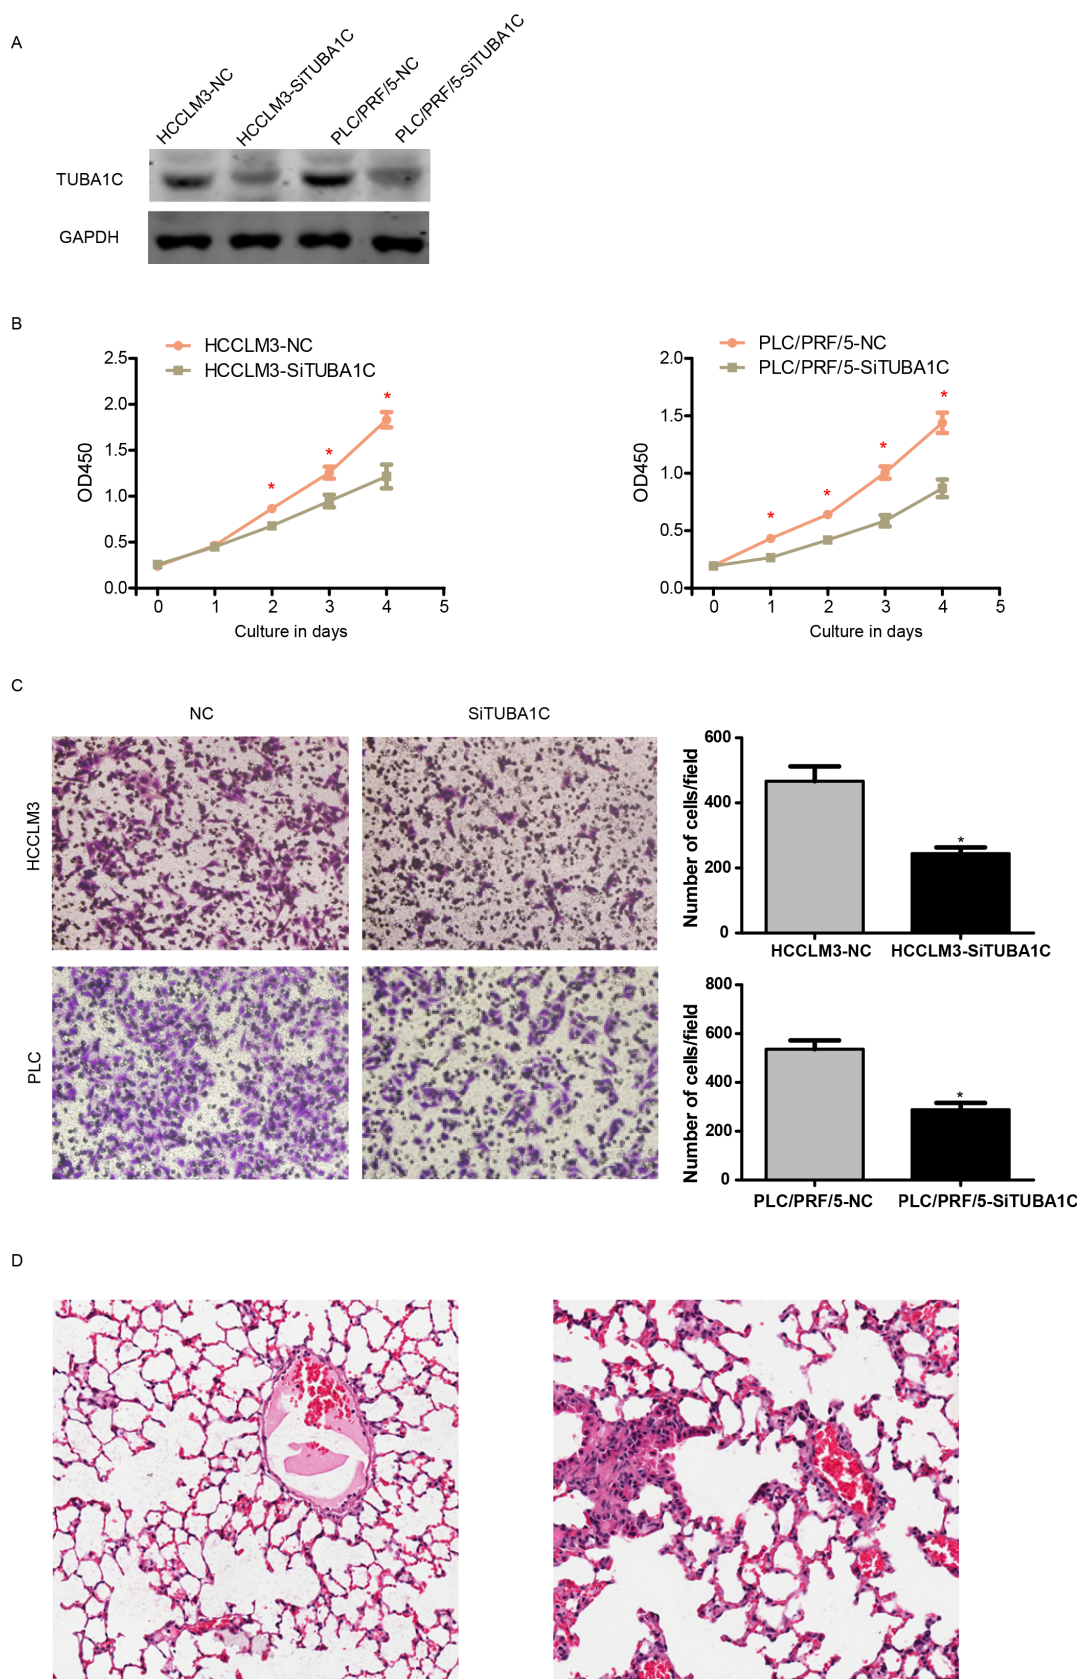 A
HCCLM3-NC
HCCLM3-SiTUBA1C
PLC/PRF/5-NC
PLC/PRF/5-SiTUBA1C
TUBA1C
GAPDH
B
HCCLM3-NC
HCCLM3-SiTUBA1C
2.5
2.0
1.5
1.0
0.5
0.0
OD450
* * *
0 1 2 3 4 5
Culture in days
PLC/PRF/5-NC
PLC/PRF/5-SiTUBA1C
2.0
1.5
1.0
0.5
0.0
OD450
* * * *
0 1 2 3 4 5
Culture in days
C
NC
SiTUBA1C
HCCLM3
PLC
Number of cells/field
600
400
200
0
*
HCCLM3-NC
HCCLM3-SiTUBA1C
Number of cells/field
800
600
400
200
0
*
PLC/PRF/5-NC
PLC/PRF/5-SiTUBA1C
D